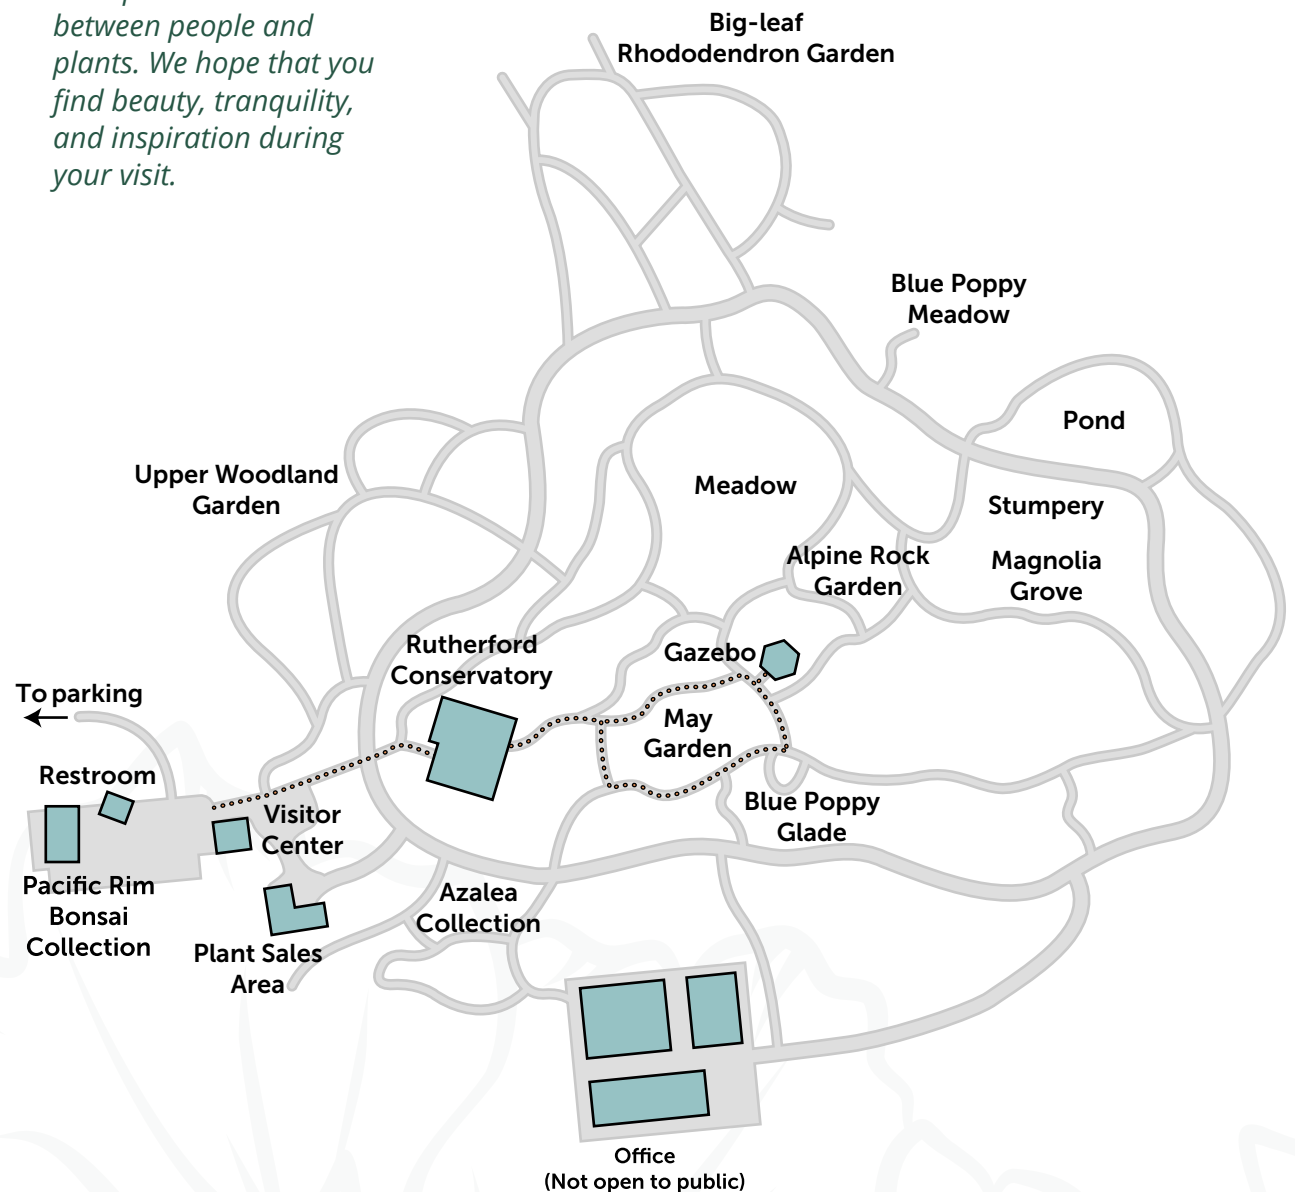 between people and
plants. We hope that you
find beauty, tranquility,
and inspiration during
your visit.
Big-leaf
Rhododendron Garden
Blue Poppy
Meadow
Pond
Upper Woodland
Garden
Meadow
Stumpery
Alpine Rock
Garden
Magnolia
Grove
Rutherford
Conservatory
Gazebo
To parking
May
Garden
Restroom
Visitor
Center
Blue Poppy
Glade
Pacific Rim
Bonsai
Collection
Azalea
Collection
Plant Sales
Area
Office
(Not open to public)